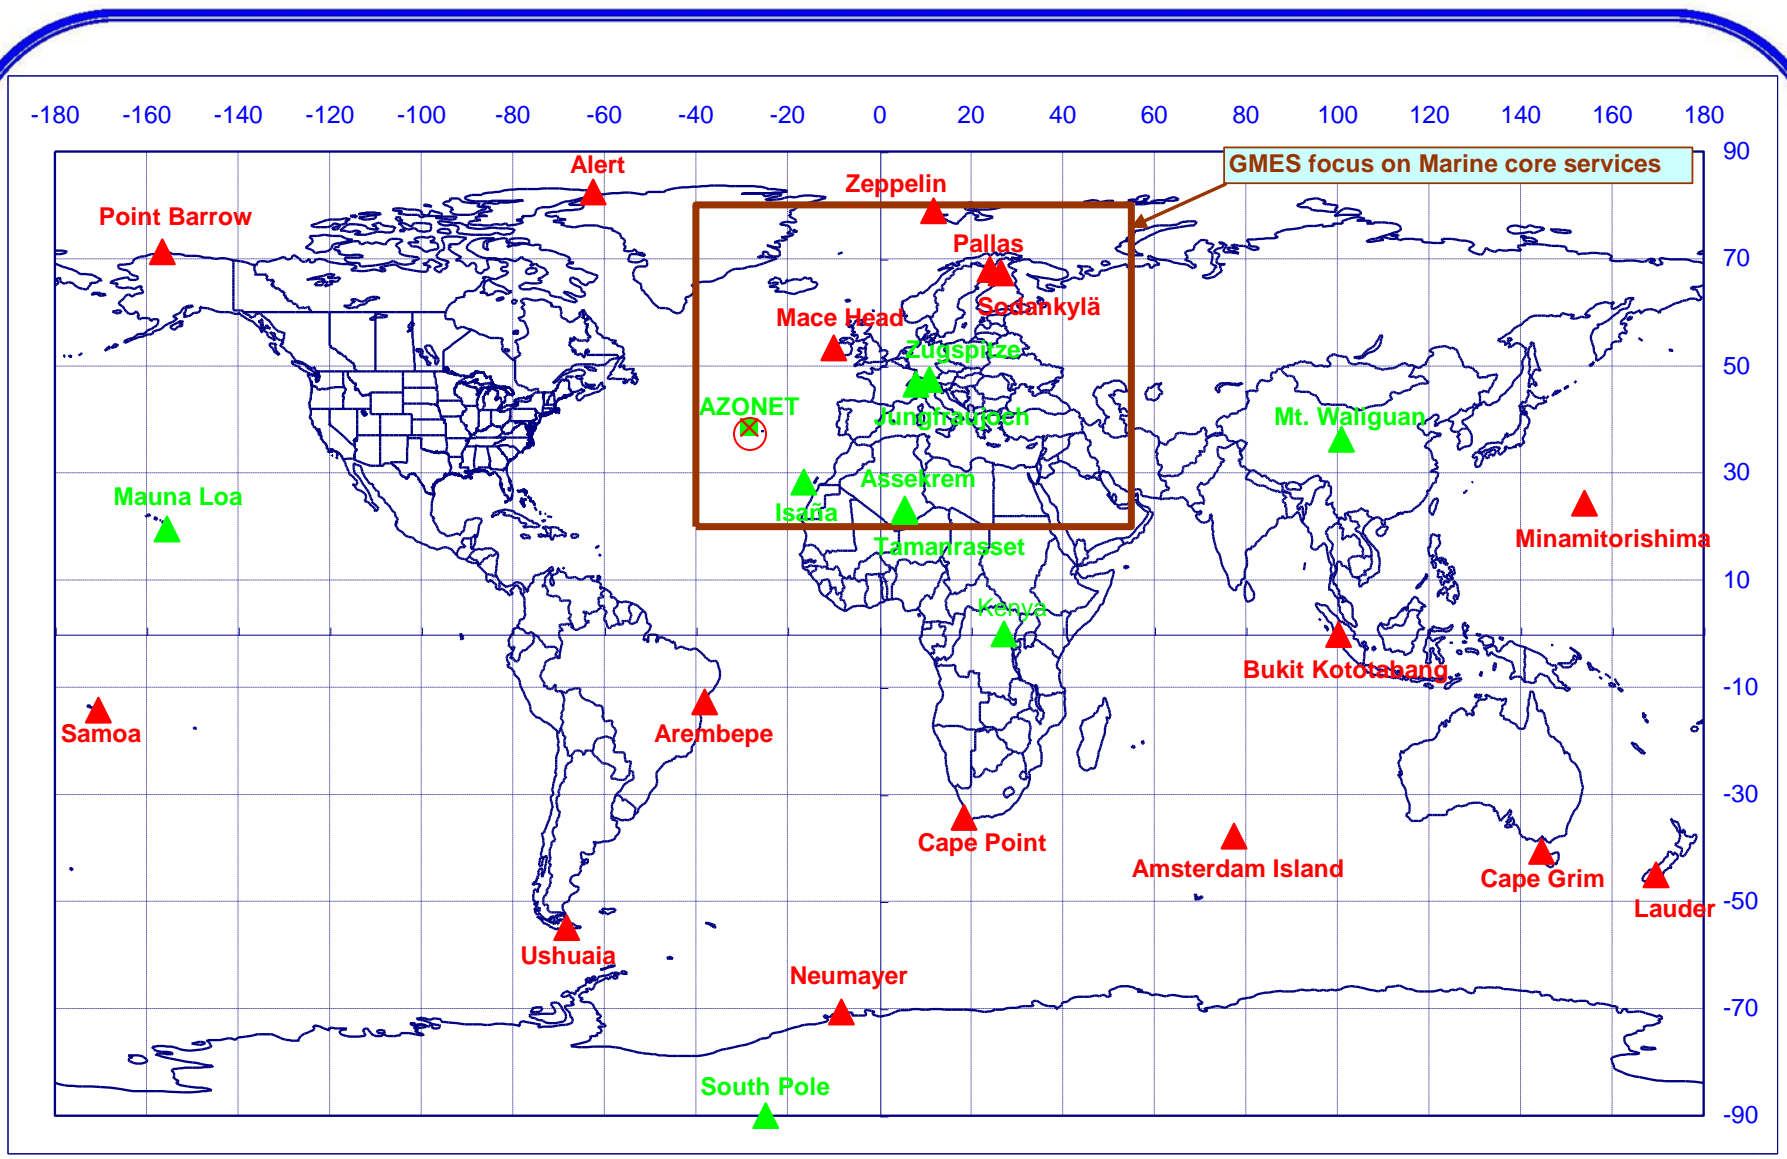 -180 -160 -140 -120 -100 -80 -60 -40 -20 0 20 40 60 80 100 120 140 160 180
90
GMES focus on Marine core services
Alert
Zeppelin
Point Barrow
Pallas
70
Sodankylä
Mace Head
Zugspitze
50
AZONET
Jungfraujoch
Mt. Waliguan
30
Assekrem
Mauna Loa
Isaña
Minamitorishima
Tamanrasset
10
Kenya
Bukit Kototabang
-10
Samoa
Arembepe
-30
Cape Point
Amsterdam Island
Cape Grim
-50
Lauder
Ushuaia
Neumayer
-70
South Pole
-90